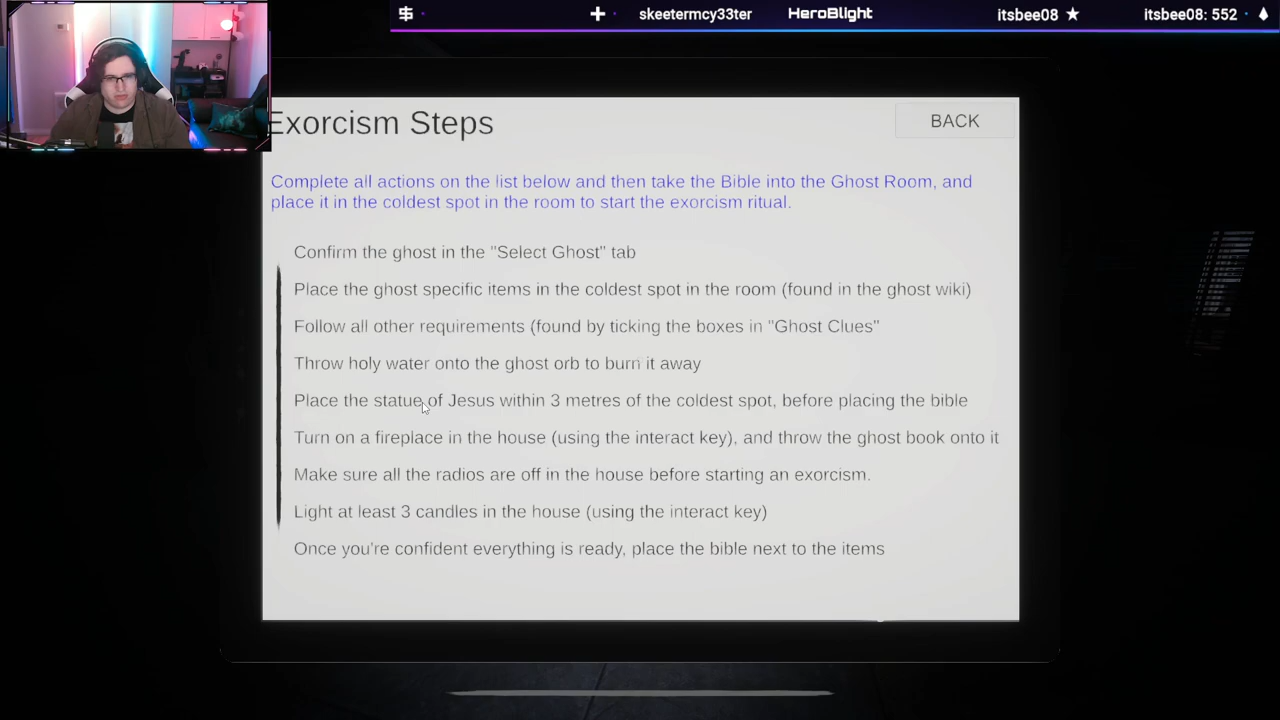 skeetermcy33ter HeroBlight itsbee08 ★ itsbee08: 552
Exorcism Steps
BACK
Complete all actions on the list below and then take the Bible into the Ghost Room, and
place it in the coldest spot in the room to start the exorcism ritual.
Confirm the ghost in the "Select Ghost" tab
Place the ghost specific items in the coldest spot in the room (found in the ghost wiki)
Follow all other requirements (found by ticking the boxes in "Ghost Clues"
Throw holy water onto the ghost orb to burn it away
Place the statue of Jesus within 3 metres of the coldest spot, before placing the bible
Turn on a fireplace in the house (using the interact key), and throw the ghost book onto it
Make sure all the radios are off in the house before starting an exorcism.
Light at least 3 candles in the house (using the interact key)
Once you're confident everything is ready, place the bible next to the items